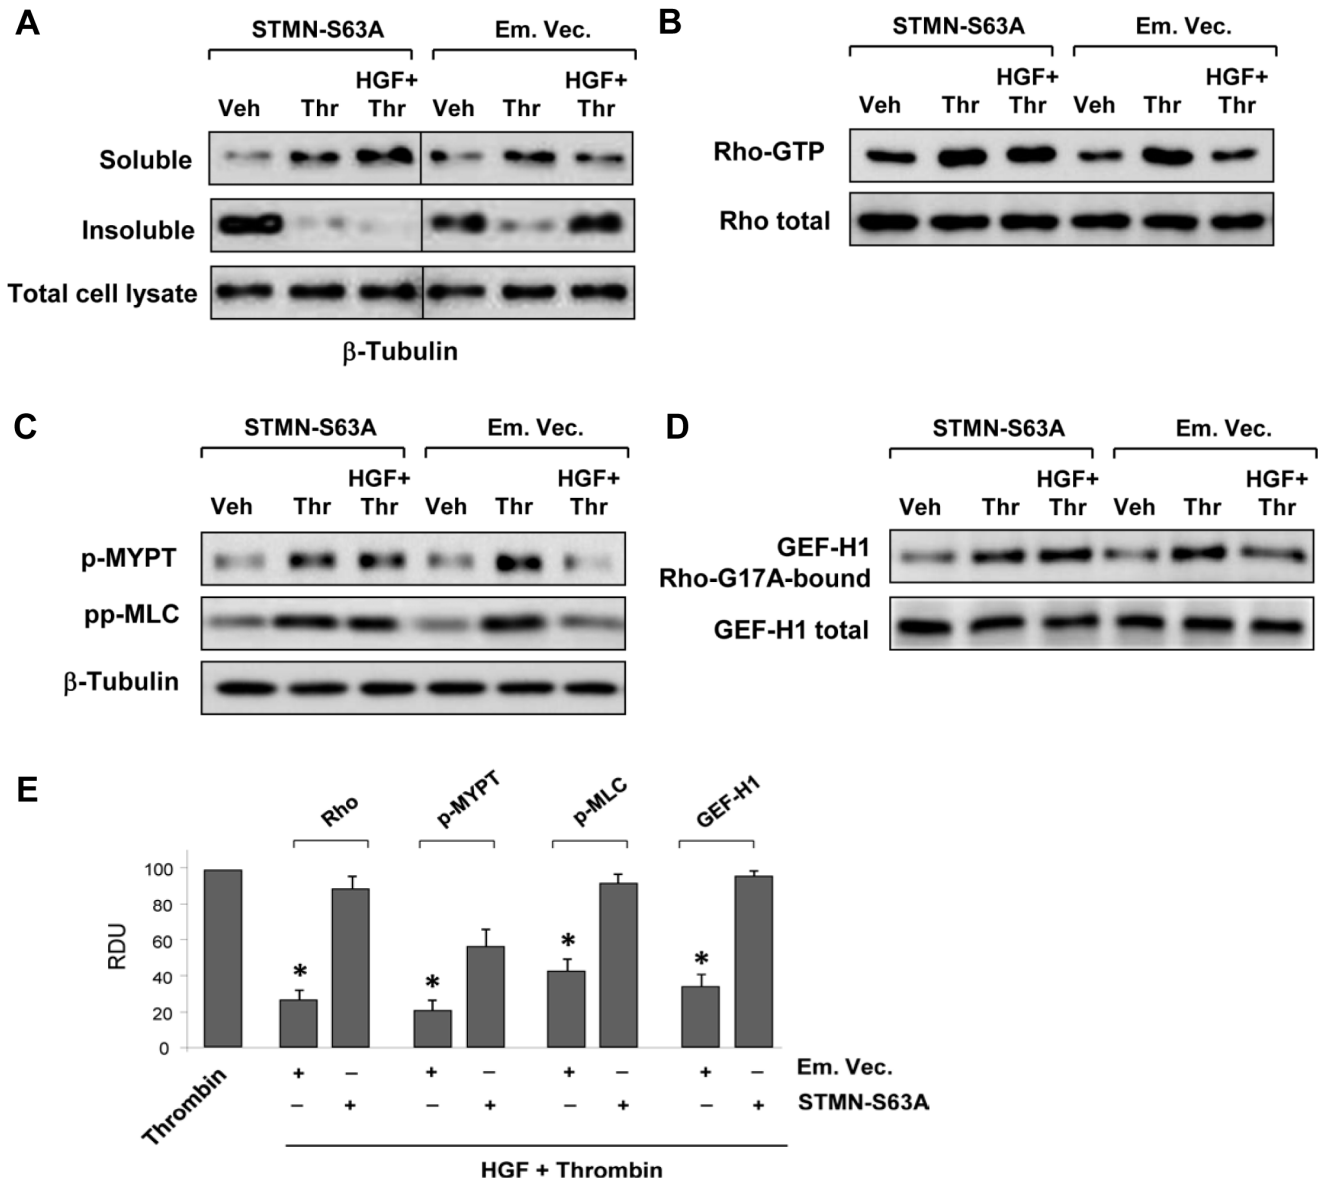 A
STMN-S63A Em. Vec.
HGF+ HGF+
Veh Thr Thr Veh Thr Thr
Soluble
Insoluble
Total cell lysate
β-Tubulin
B
STMN-S63A Em. Vec.
HGF+ HGF+
Veh Thr Thr Veh Thr Thr
Rho-GTP
Rho total
C
STMN-S63A Em. Vec.
HGF+ HGF+
Veh Thr Thr Veh Thr Thr
p-MYPT
pp-MLC
β-Tubulin
D
STMN-S63A Em. Vec.
HGF+ HGF+
Veh Thr Thr Veh Thr Thr
GEF-H1
Rho-G17A-bound
GEF-H1 total
E
Rho p-MYPT p-MLC GEF-H1
RDU
100
80
60
40
20
0
* * * *
Thrombin
+ – + – + – + – Em. Vec.
– + – + – + – + STMN-S63A
HGF + Thrombin